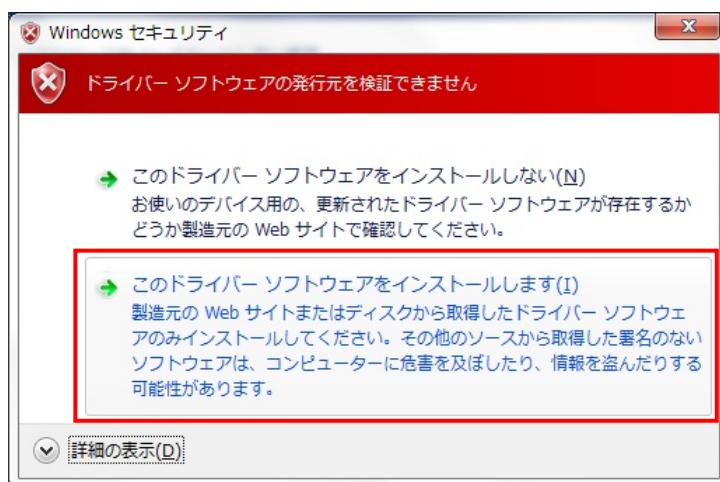 Windows セキュリティ
ドライバー ソフトウェアの発行元を検証できません
このドライバー ソフトウェアをインストールしない(N)
お使いのデバイス用の、更新されたドライバー ソフトウェアが存在するか
どうか製造元の Web サイトで確認してください。
このドライバー ソフトウェアをインストールします(I)
製造元の Web サイトまたはディスクから取得したドライバー ソフトウェ
アのみインストールしてください。その他のソースから取得した署名のない
ソフトウェアは、コンピューターに危害を及ぼしたり、情報を盗んだりする
可能性があります。
詳細の表示(D)